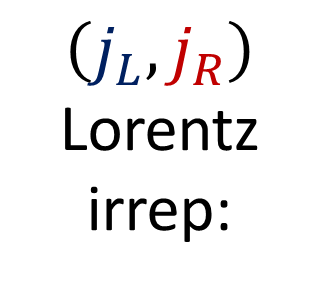 (j_L, j_R)
Lorentz
irrep: